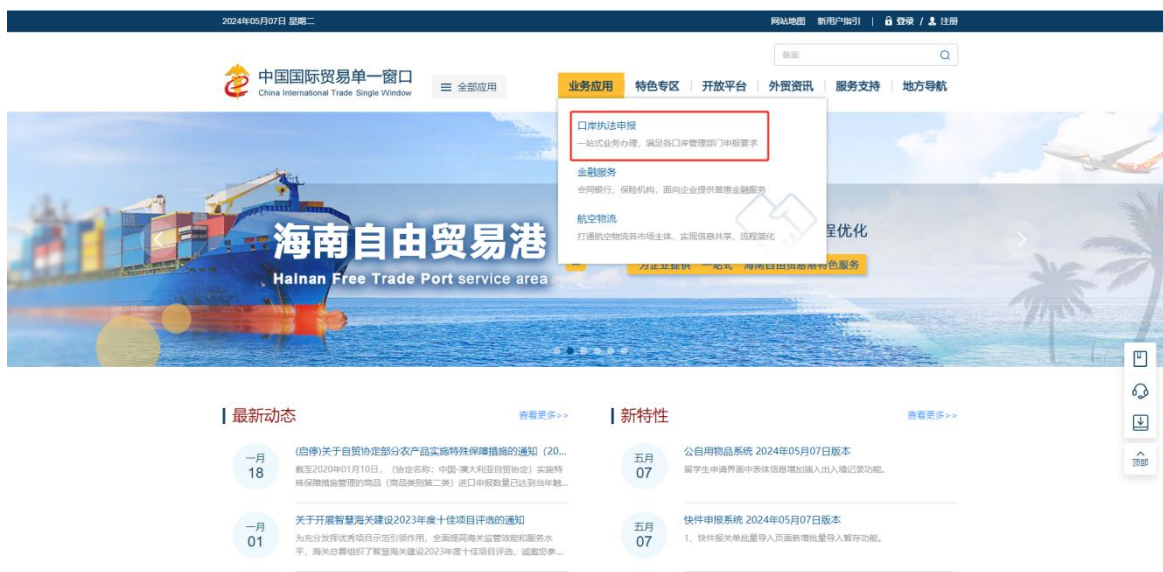 2024年05月07日 星期二
网站地图 新用户指引 | 登录 / 注册
备案
中国国际贸易单一窗口
China International Trade Single Window
全部应用
业务应用 特色专区 开放平台 外贸资讯 服务支持 地方导航
口岸执法申报
一站式业务办理，满足各口岸管理部门申报要求
金融服务
会同银行、保险机构，面向企业提供普惠金融服务
航空物流
打通航空物流各市场主体，实现信息共享、流程简化
海南自由贸易港
Hainan Free Trade Port service area
程优化
为企业提供 一站式 海南自由贸易港特色服务
最新动态
查看更多>>
一月
18
(启停)关于自贸协定部分农产品实施特殊保障措施的通知（20...
截至2020年01月10日，（协定名称：中国-澳大利亚自贸协定）实施特
殊保障措施管理的商品（商品类别第二类）进口申报数量已达到当年触...
一月
01
关于开展智慧海关建设2023年度十佳项目评选的通知
为充分发挥优秀项目示范引领作用，全面提高海关监管效能和服务水
平，海关总署组织了智慧海关建设2023年度十佳项目评选，诚邀您参...
新特性
查看更多>>
五月
07
公自用物品系统 2024年05月07日版本
留学生申请界面中表体信息增加插入出入境记录功能。
五月
07
快件申报系统 2024年05月07日版本
1、快件报关单批量导入页面新增批量导入暂存功能。
顶部